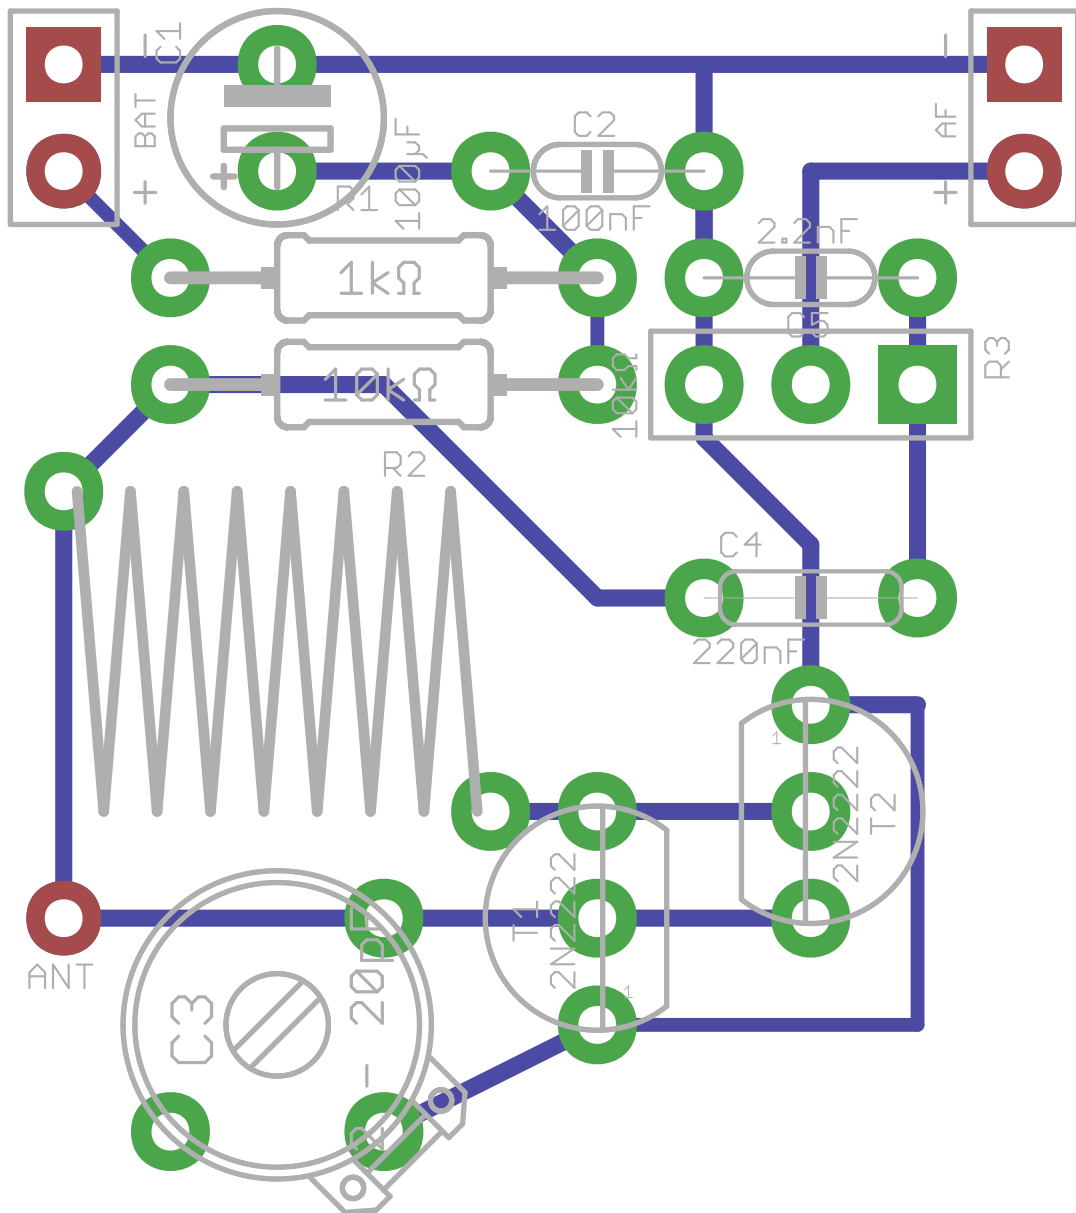 −
C1
BAT
+
+
R1
100µF
C2
100nF
−
AF
+
2.2nF
C5
1kΩ
10kΩ
R2
10kΩ
R3
C4
220nF
1
2N2222
T2
T1
2N2222
1
ANT
C3
2 - 20pF